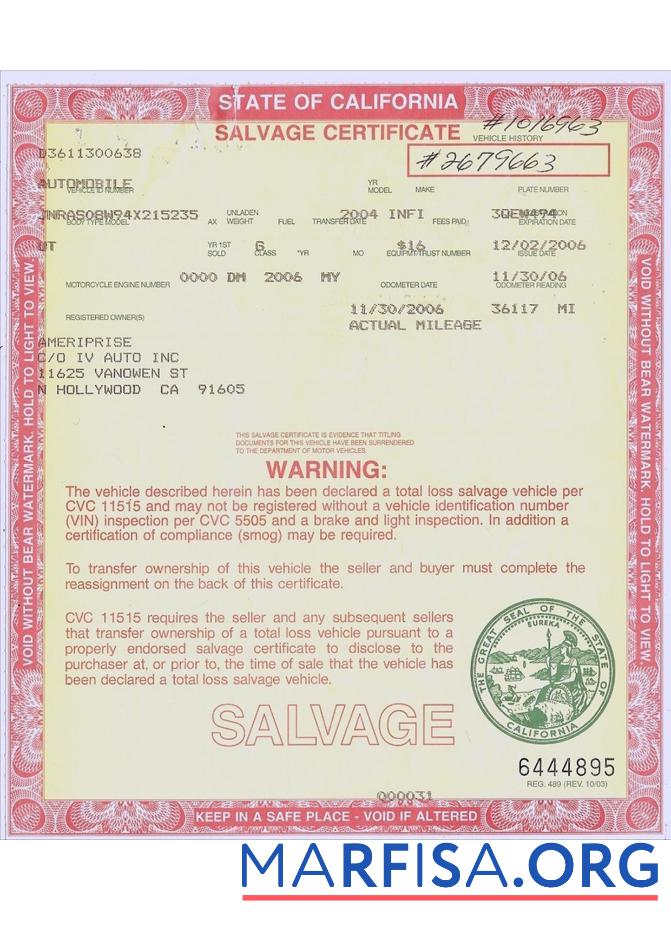 STATE OF CALIFORNIA
SALVAGE CERTIFICATE
#1016963
VEHICLE HISTORY
D3611300638
#2679663
AUTOMOBILE
VEHICLE ID NUMBER
YR MODEL MAKE PLATE NUMBER
JNRAS08W94X215235 2004 INFI 3QEW494
BODY TYPE MODEL AX UNLADEN WEIGHT FUEL TRANSFER DATE FEES PAID EXPIRATION DATE
UT G $16 12/02/2006
YR 1ST SOLD CLASS *YR MO EQUIPMT/TRUST NUMBER ISSUE DATE
0000 DM 2006 MY 11/30/06
MOTORCYCLE ENGINE NUMBER ODOMETER DATE ODOMETER READING
11/30/2006 36117 MI
REGISTERED OWNER(S)
ACTUAL MILEAGE
AMERIPRISE
C/O IV AUTO INC
11625 VANOWEN ST
N HOLLYWOOD CA 91605
THIS SALVAGE CERTIFICATE IS EVIDENCE THAT TITLING
DOCUMENTS FOR THIS VEHICLE HAVE BEEN SURRENDERED
TO THE DEPARTMENT OF MOTOR VEHICLES.
WARNING:
The vehicle described herein has been declared a total loss salvage vehicle per
CVC 11515 and may not be registered without a vehicle identification number
(VIN) inspection per CVC 5505 and a brake and light inspection. In addition a
certification of compliance (smog) may be required.
To transfer ownership of this vehicle the seller and buyer must complete the
reassignment on the back of this certificate.
CVC 11515 requires the seller and any subsequent sellers
that transfer ownership of a total loss vehicle pursuant to a
properly endorsed salvage certificate to disclose to the
purchaser at, or prior to, the time of sale that the vehicle has
been declared a total loss salvage vehicle.
THE GREAT SEAL OF THE STATE OF CALIFORNIA
EUREKA
SALVAGE
6444895
REG. 489 (REV. 10/03)
000031
KEEP IN A SAFE PLACE - VOID IF ALTERED
VOID WITHOUT BEAR WATERMARK. HOLD TO LIGHT TO VIEW.
VOID WITHOUT BEAR WATERMARK. HOLD TO LIGHT TO VIEW
MARFISA.ORG